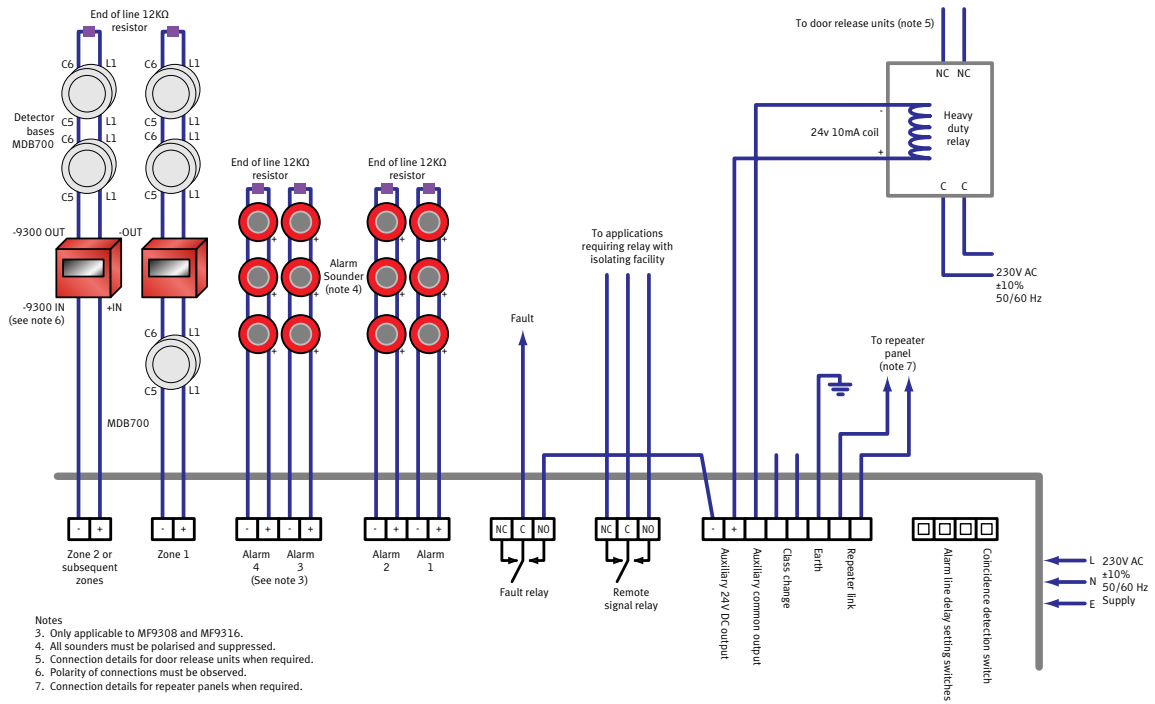 End of line 12KΩ
resistor
C6
L1
C6
L1
C5
L1
C5
L1
C6
L1
C6
L1
C5
L1
C5
L1
Detector
bases
MDB700
-9300 OUT
-OUT
-9300 IN
(see note 6)
+IN
C6
L1
C5
L1
MDB700
End of line 12KΩ
resistor
End of line 12KΩ
resistor
+
+
+
+
+
+
+
+
+
+
+
+
Alarm
Sounder
(note 4)
Fault
To applications
requiring relay with
isolating facility
To door release units (note 5)
NC NC
-
24v 10mA coil
+
Heavy
duty
relay
C C
230V AC
±10%
50/60 Hz
To repeater
panel
(note 7)
- +
- +
- + - +
- + - +
NC C NO
NC C NO
- +
Zone 2 or
subsequent
zones
Zone 1
Alarm
4
Alarm
3
(See note 3)
Alarm
2
Alarm
1
Fault relay
Remote
signal relay
Auxiliary 24V DC output
Auxiliary common output
Class change
Earth
Repeater link
Alarm line delay setting switches
Coincidence detection switch
L
N
E
230V AC
±10%
50/60 Hz
Supply
Notes
3. Only applicable to MF9308 and MF9316.
4. All sounders must be polarised and suppressed.
5. Connection details for door release units when required.
6. Polarity of connections must be observed.
7. Connection details for repeater panels when required.